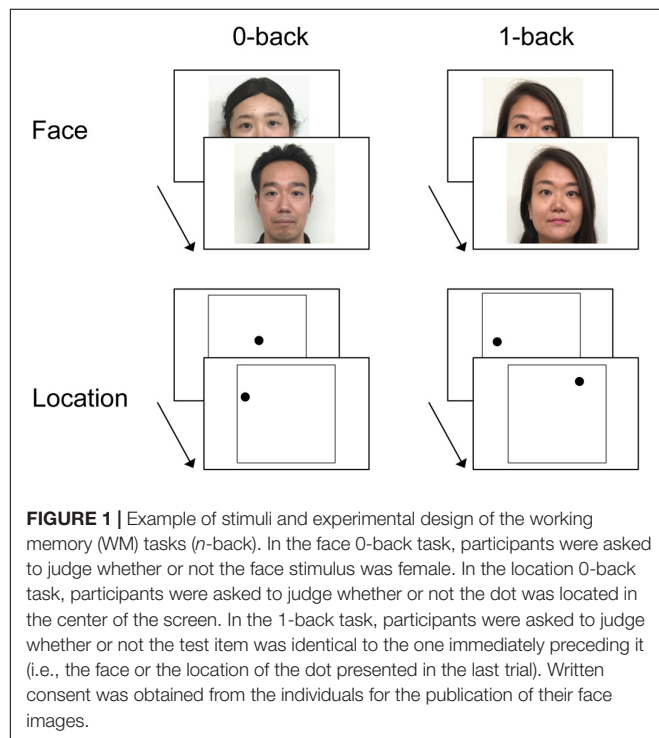 0-back 1-back
Face
Location
FIGURE 1 | Example of stimuli and experimental design of the working
memory (WM) tasks (n-back). In the face 0-back task, participants were asked
to judge whether or not the face stimulus was female. In the location 0-back
task, participants were asked to judge whether or not the dot was located in
the center of the screen. In the 1-back task, participants were asked to judge
whether or not the test item was identical to the one immediately preceding it
(i.e., the face or the location of the dot presented in the last trial). Written
consent was obtained from the individuals for the publication of their face
images.